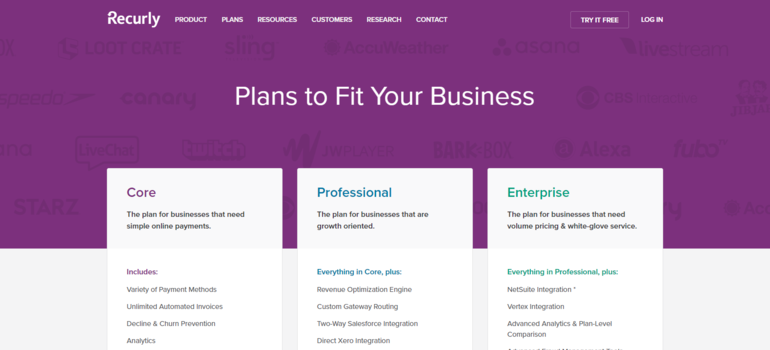 Recurly PRODUCT PLANS RESOURCES CUSTOMERS RESEARCH CONTACT TRY IT FREE LOG IN
LOOT CRATE sling AccuWeather asana livestream
speedo canary CBS Interactive
Plans to Fit Your Business
LiveChat twitch JWPLAYER BARKBOX Alexa fubo
STARZ
Core
The plan for businesses that need
simple online payments.
Includes:
Variety of Payment Methods
Unlimited Automated Invoices
Decline & Churn Prevention
Analytics
Professional
The plan for businesses that are
growth oriented.
Everything in Core, plus:
Revenue Optimization Engine
Custom Gateway Routing
Two-Way Salesforce Integration
Direct Xero Integration
Enterprise
The plan for businesses that need
volume pricing & white-glove service.
Everything in Professional, plus:
NetSuite Integration *
Vertex Integration
Advanced Analytics & Plan-Level
Comparison